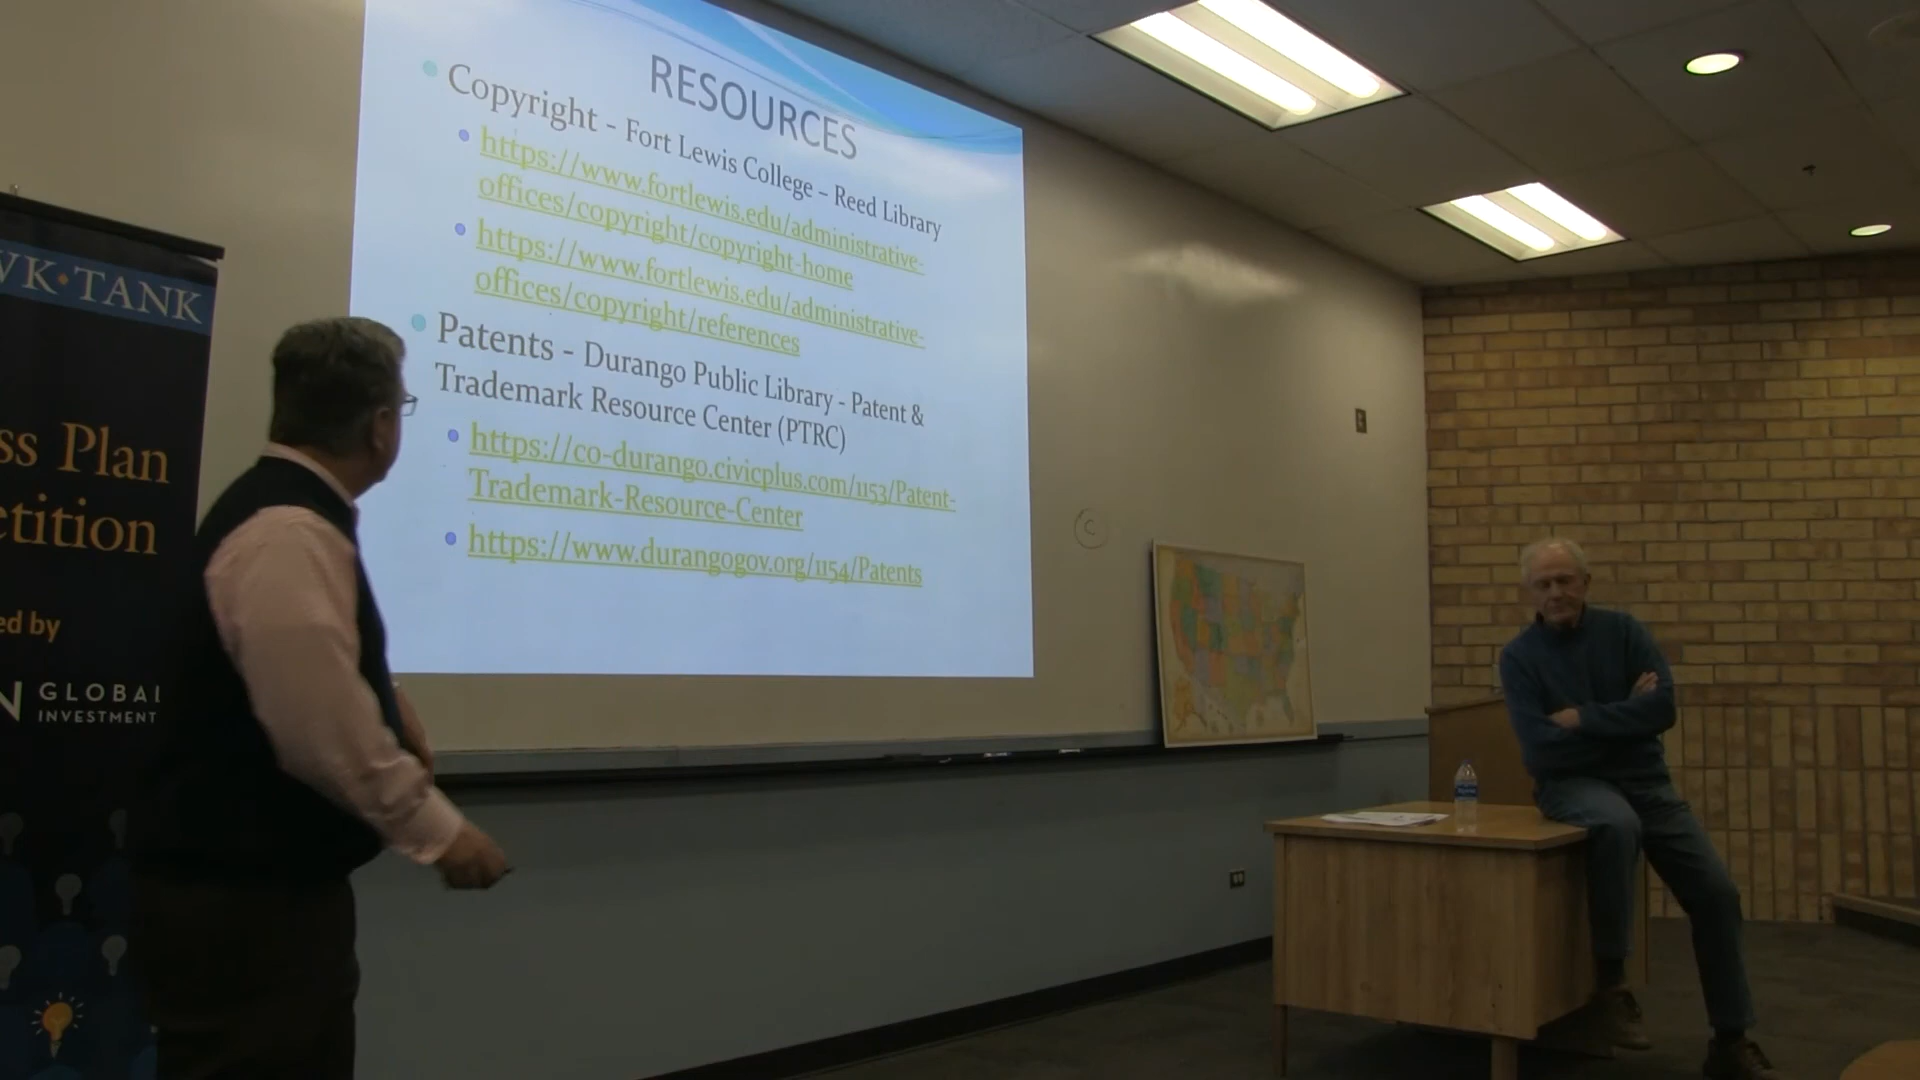 RESOURCES
Copyright - Fort Lewis College – Reed Library
https://www.fortlewis.edu/administrative-
offices/copyright/copyright-home
https://www.fortlewis.edu/administrative-
offices/copyright/references
Patents - Durango Public Library - Patent &
Trademark Resource Center (PTRC)
https://co-durango.civicplus.com/1153/Patent-
Trademark-Resource-Center
https://www.durangogov.org/1154/Patents
WK·TANK
ss Plan
etition
ed by
N GLOBAL
INVESTMENT
C